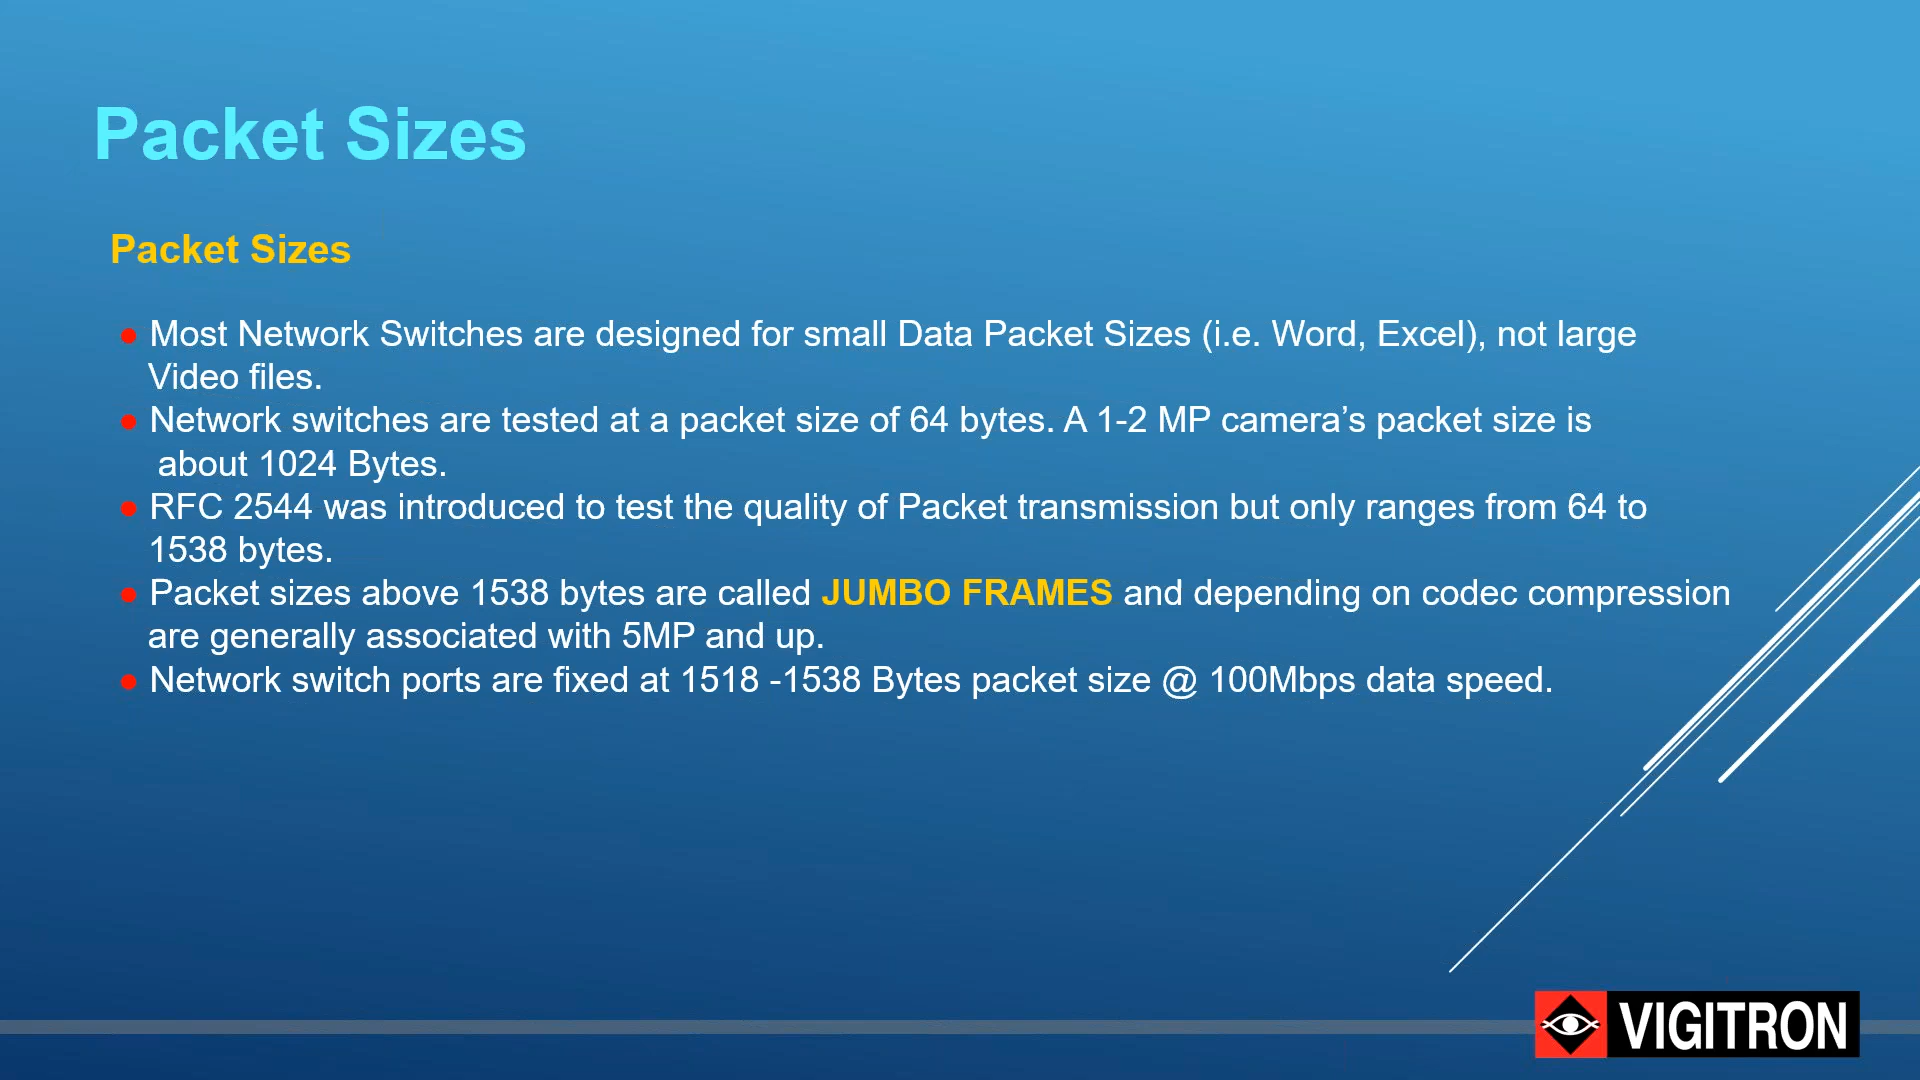 Packet Sizes
Packet Sizes
● Most Network Switches are designed for small Data Packet Sizes (i.e. Word, Excel), not large
Video files.
● Network switches are tested at a packet size of 64 bytes. A 1-2 MP camera’s packet size is
about 1024 Bytes.
● RFC 2544 was introduced to test the quality of Packet transmission but only ranges from 64 to
1538 bytes.
● Packet sizes above 1538 bytes are called JUMBO FRAMES and depending on codec compression
are generally associated with 5MP and up.
● Network switch ports are fixed at 1518 -1538 Bytes packet size @ 100Mbps data speed.
VIGITRON